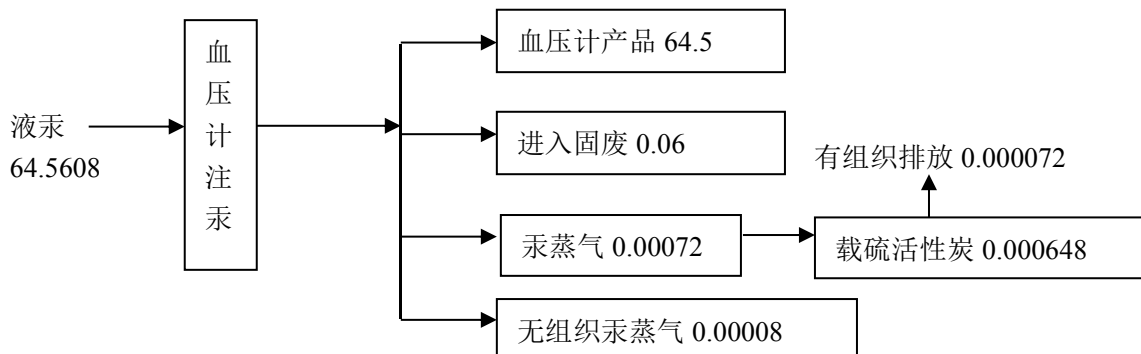 液汞
64.5608
血
压
计
注
汞
血压计产品 64.5
进入固废 0.06
有组织排放 0.000072
汞蒸气 0.00072
载硫活性炭 0.000648
无组织汞蒸气 0.00008